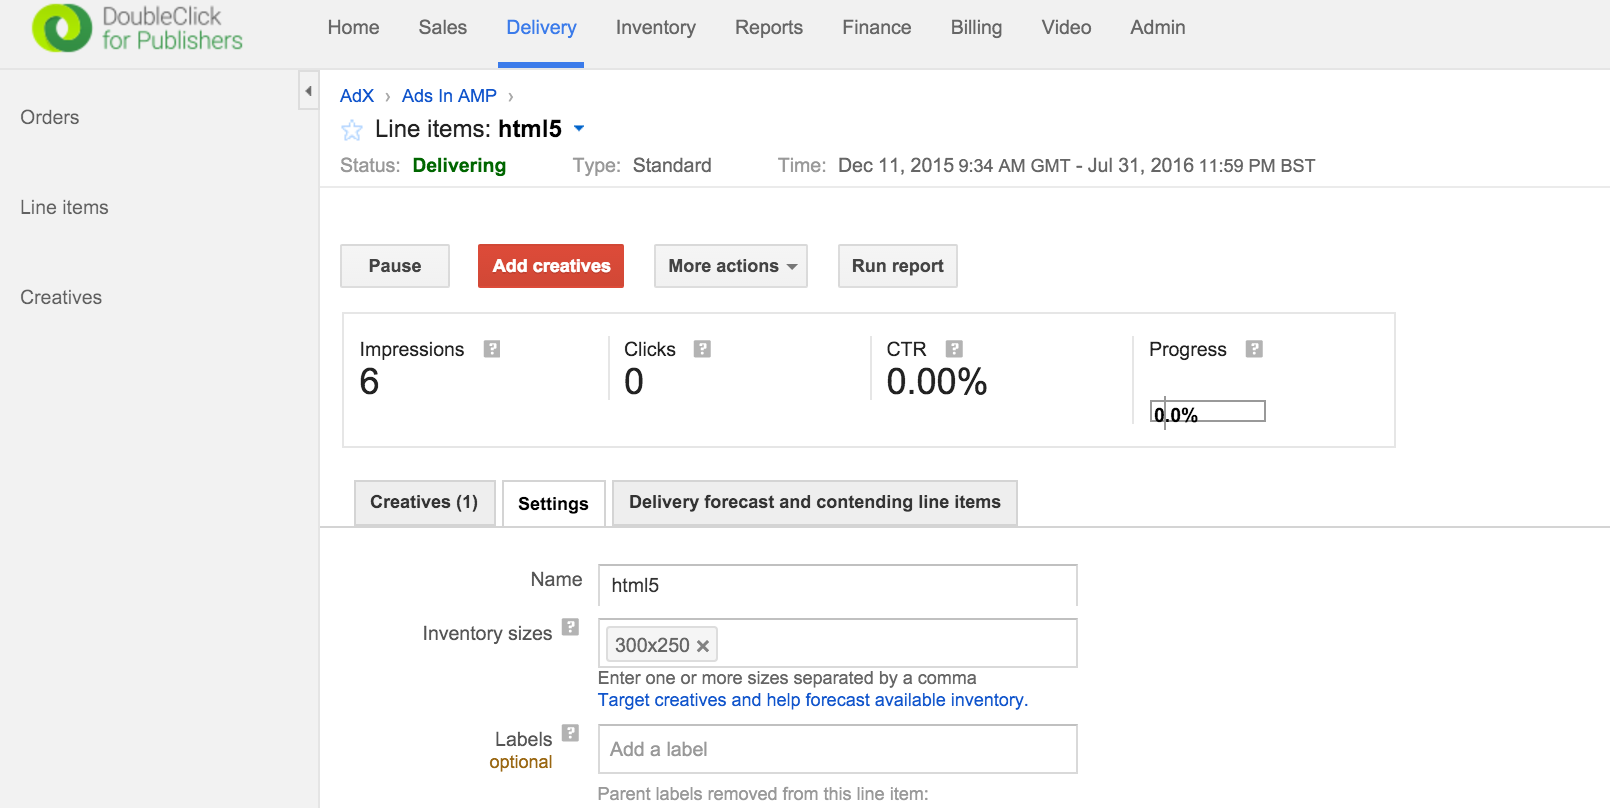 DoubleClick
for Publishers
Home Sales Delivery Inventory Reports Finance Billing Video Admin
Orders
Line items
Creatives
AdX › Ads In AMP ›
Line items: html5
Status: Delivering Type: Standard Time: Dec 11, 2015 9:34 AM GMT - Jul 31, 2016 11:59 PM BST
Pause Add creatives More actions Run report
Impressions ? Clicks ? CTR ? Progress ?
6 0 0.00%
0.0%
Creatives (1) Settings Delivery forecast and contending line items
Name html5
Inventory sizes ? 300x250 ×
Enter one or more sizes separated by a comma
Target creatives and help forecast available inventory.
Labels ? Add a label
optional
Parent labels removed from this line item: